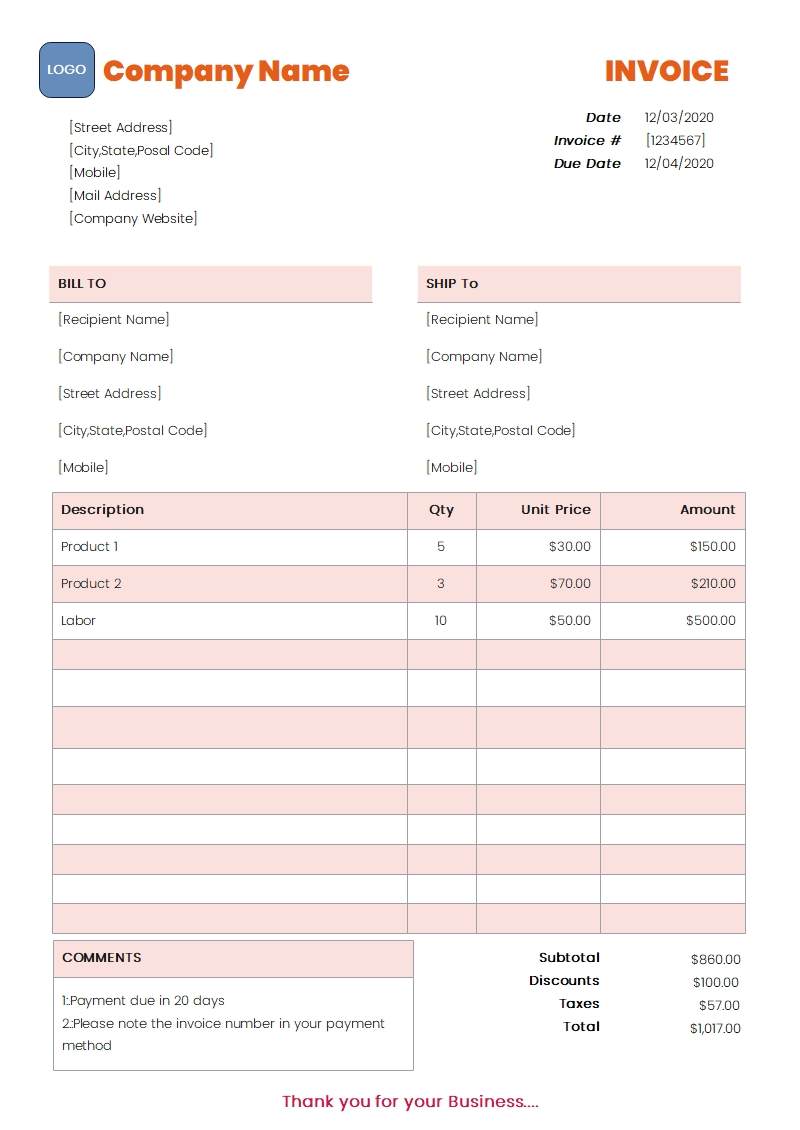 LOGO
Company Name
INVOICE
[Street Address]
[City,State,Posal Code]
[Mobile]
[Mail Address]
[Company Website]
Date 12/03/2020
Invoice # [1234567]
Due Date 12/04/2020
BILL TO
[Recipient Name]
[Company Name]
[Street Address]
[City,State,Postal Code]
[Mobile]
SHIP To
[Recipient Name]
[Company Name]
[Street Address]
[City,State,Postal Code]
[Mobile]
Description Qty Unit Price Amount
Product 1 5 $30.00 $150.00
Product 2 3 $70.00 $210.00
Labor 10 $50.00 $500.00
COMMENTS
1:.Payment due in 20 days
2.:Please note the invoice number in your payment
method
Subtotal $860.00
Discounts $100.00
Taxes $57.00
Total $1,017.00
Thank you for your Business....